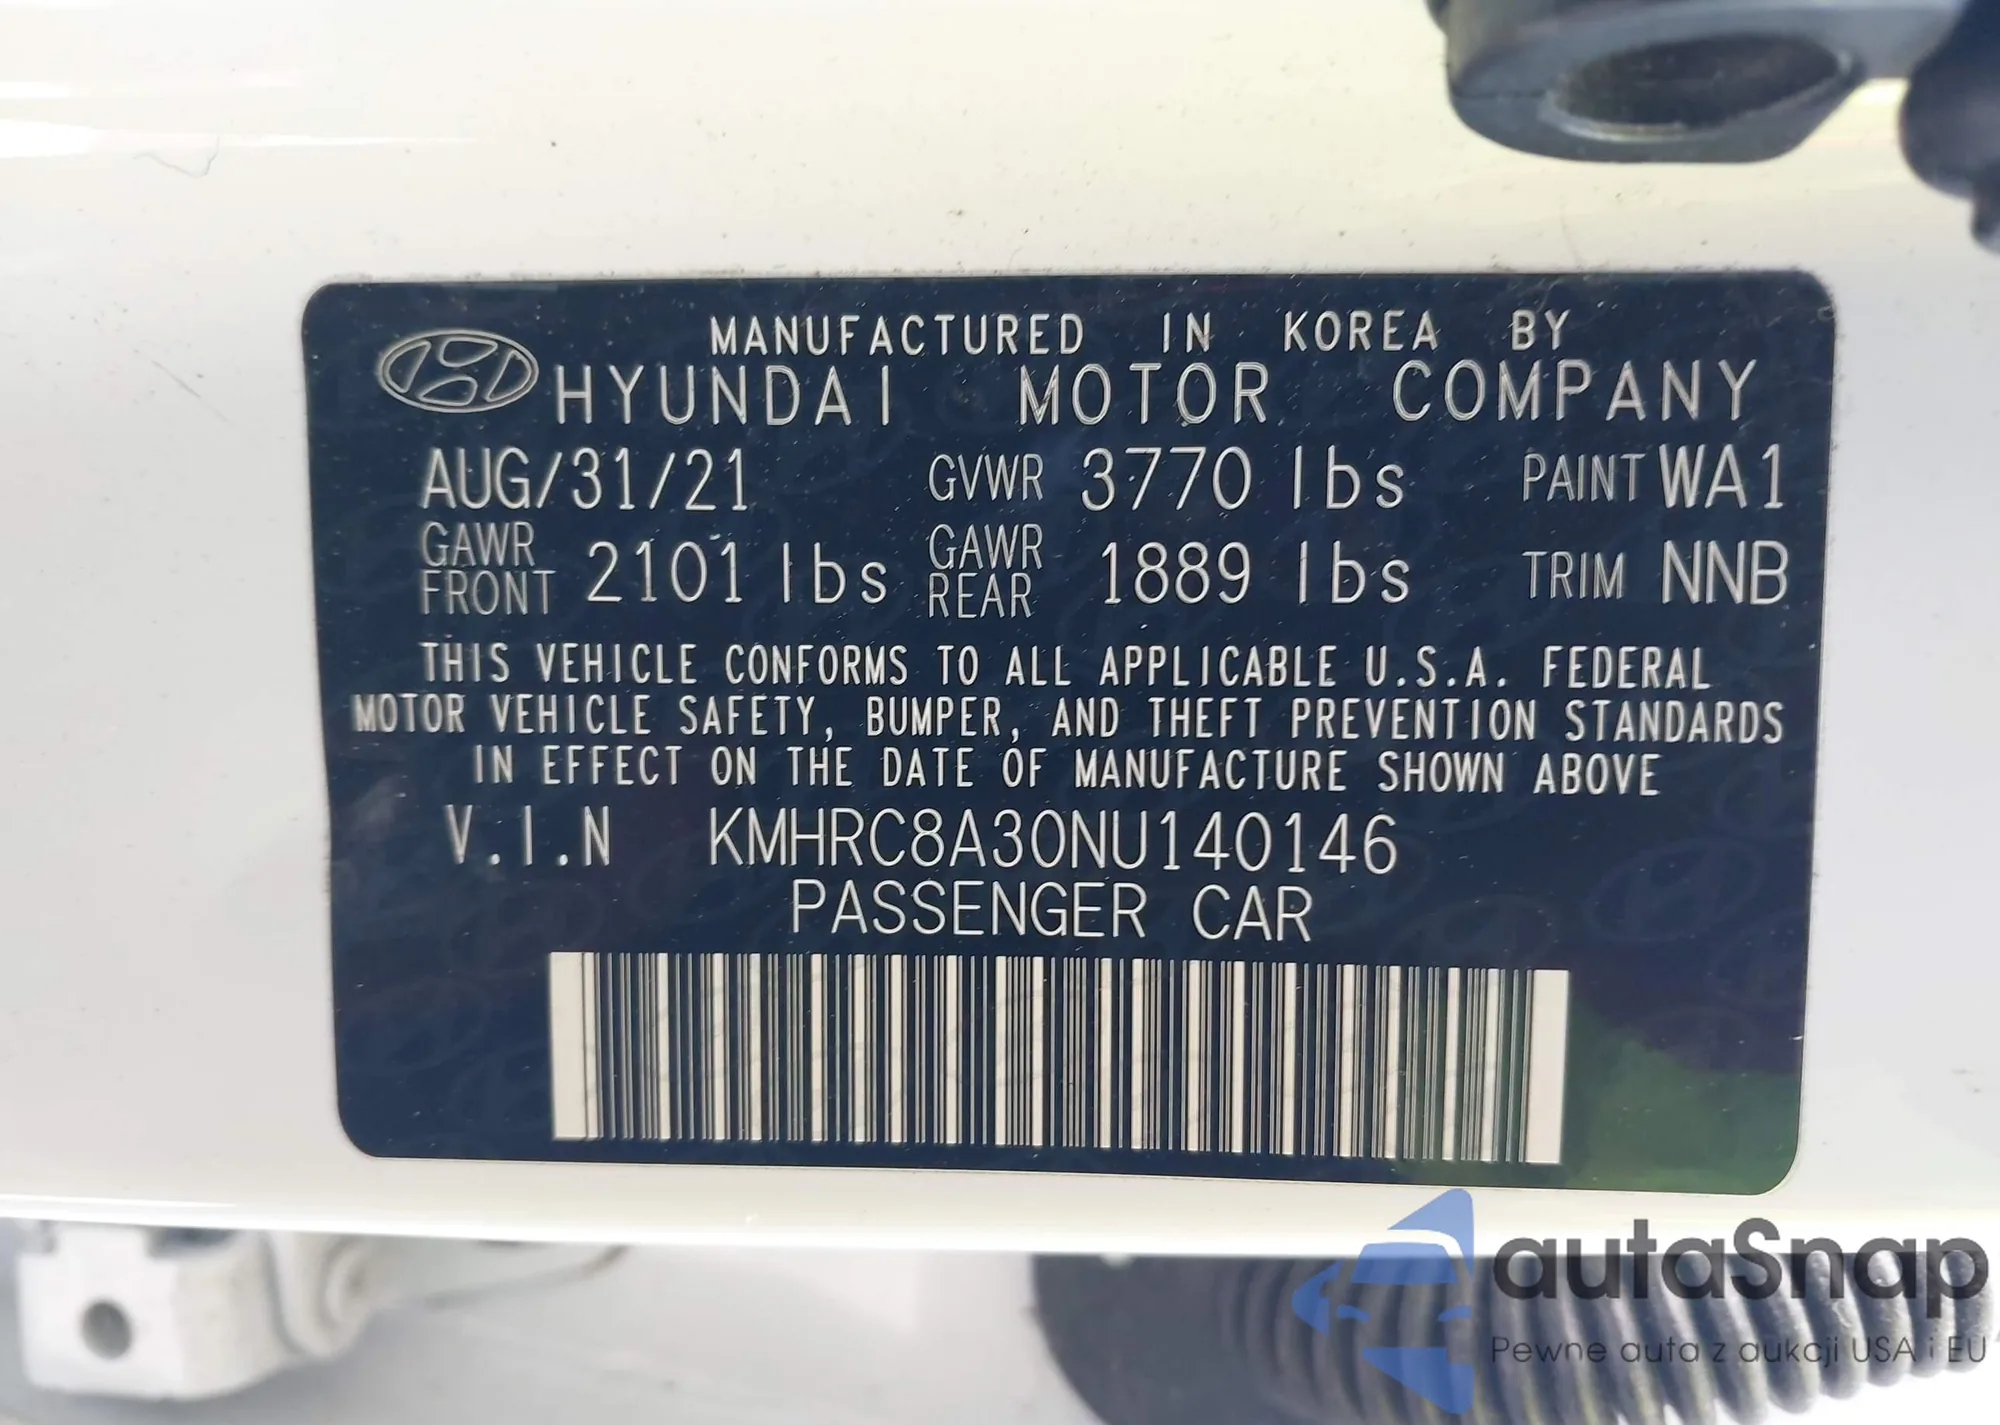 MANUFACTURED IN KOREA BY
HYUNDAI MOTOR COMPANY
AUG/31/21 GVWR 3770 lbs PAINT WA1
GAWR FRONT 2101 lbs GAWR REAR 1889 lbs TRIM NNB
THIS VEHICLE CONFORMS TO ALL APPLICABLE U.S.A. FEDERAL
MOTOR VEHICLE SAFETY, BUMPER, AND THEFT PREVENTION STANDARDS
IN EFFECT ON THE DATE OF MANUFACTURE SHOWN ABOVE
V.I.N KMHRC8A30NU140146
PASSENGER CAR
autaSnap
Pewne auta z aukcji USA i EU